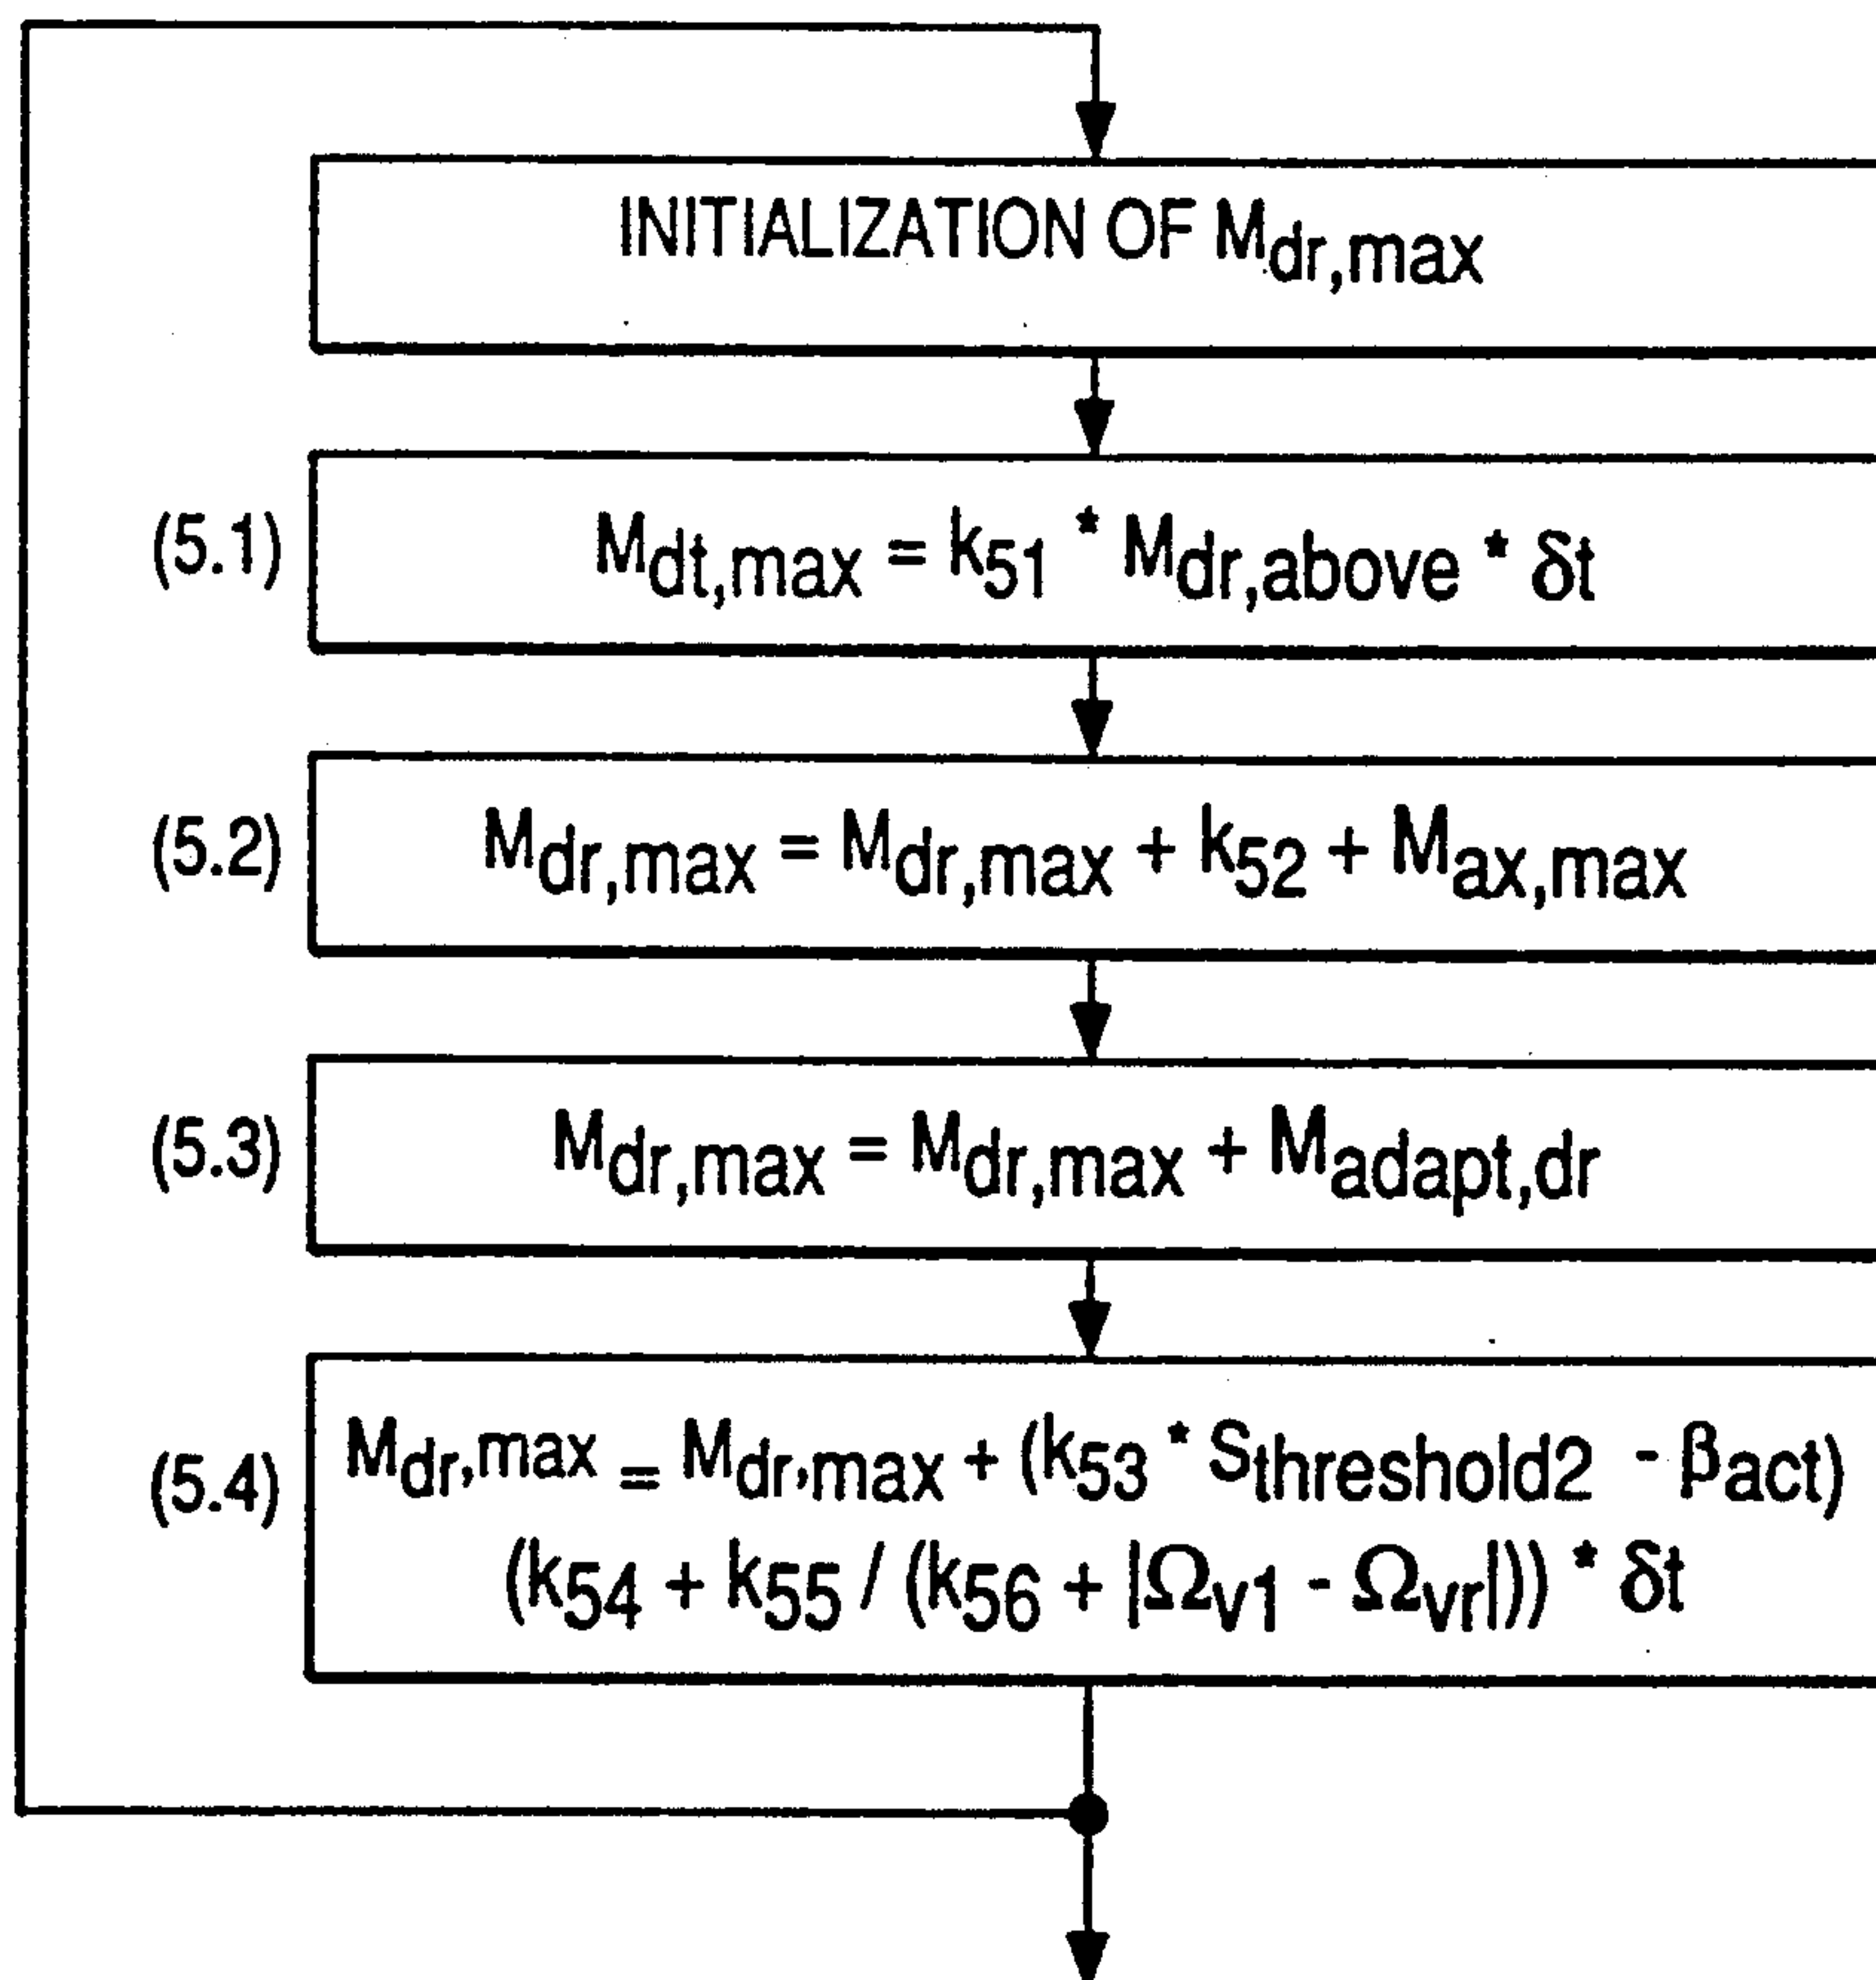 INITIALIZATION OF Mdr,max
(5.1) Mdt,max = k51 * Mdr,above * δt
(5.2) Mdr,max = Mdr,max + k52 + Max,max
(5.3) Mdr,max = Mdr,max + Madapt,dr
(5.4) Mdr,max = Mdr,max + (k53 * Sthreshold2 - βact)
(k54 + k55 / (k56 + |Ωv1 - Ωvr|)) * δt